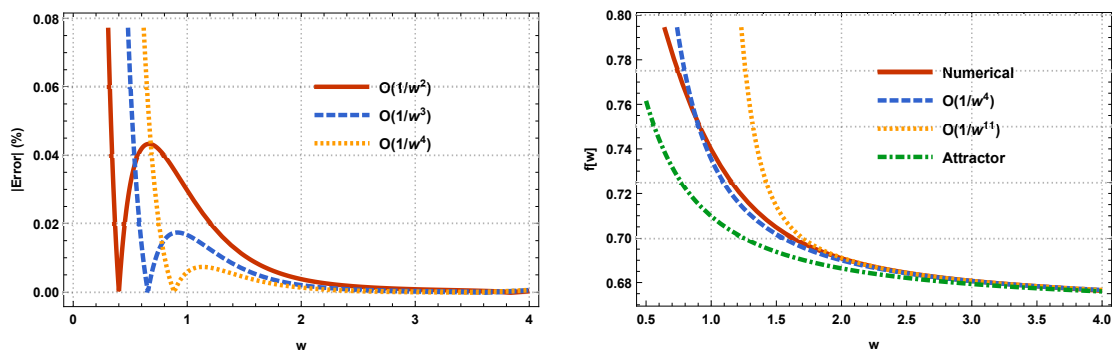 |Error| (%)
0.08
0.06
0.04
0.02
0.00
O(1/w²)
O(1/w³)
O(1/w⁴)
0
1
2
3
4
w
f[w]
0.80
0.76
0.74
0.72
0.70
0.68
Numerical
O(1/w⁴)
O(1/w¹¹)
Attractor
0.5
1.0
1.5
2.0
2.5
3.0
3.5
4.0
w